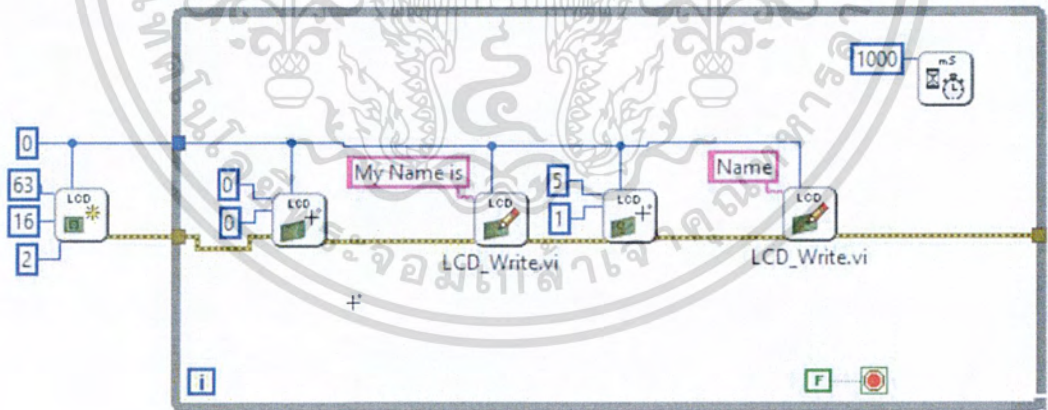 1000
mS
0
63
16
2
LCD
0
0
LCD
My Name is
LCD
LCD_Write.vi
5
1
LCD
Name
LCD
LCD_Write.vi
i
F